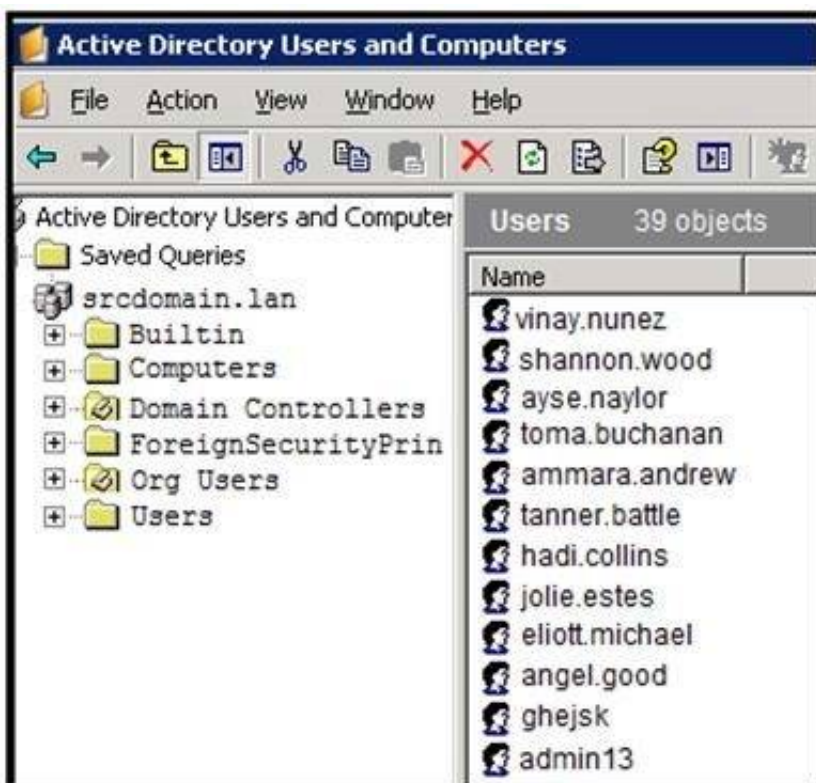 Active Directory Users and Computers
File Action View Window Help
Active Directory Users and Computer
Saved Queries
srcdomain.lan
Builtin
Computers
Domain Controllers
ForeignSecurityPrin
Org Users
Users
Users 39 objects
Name
vinay.nunez
shannon.wood
ayse.naylor
toma.buchanan
ammara.andrew
tanner.battle
hadi.collins
jolie.estes
eliott.michael
angel.good
ghejsk
admin13